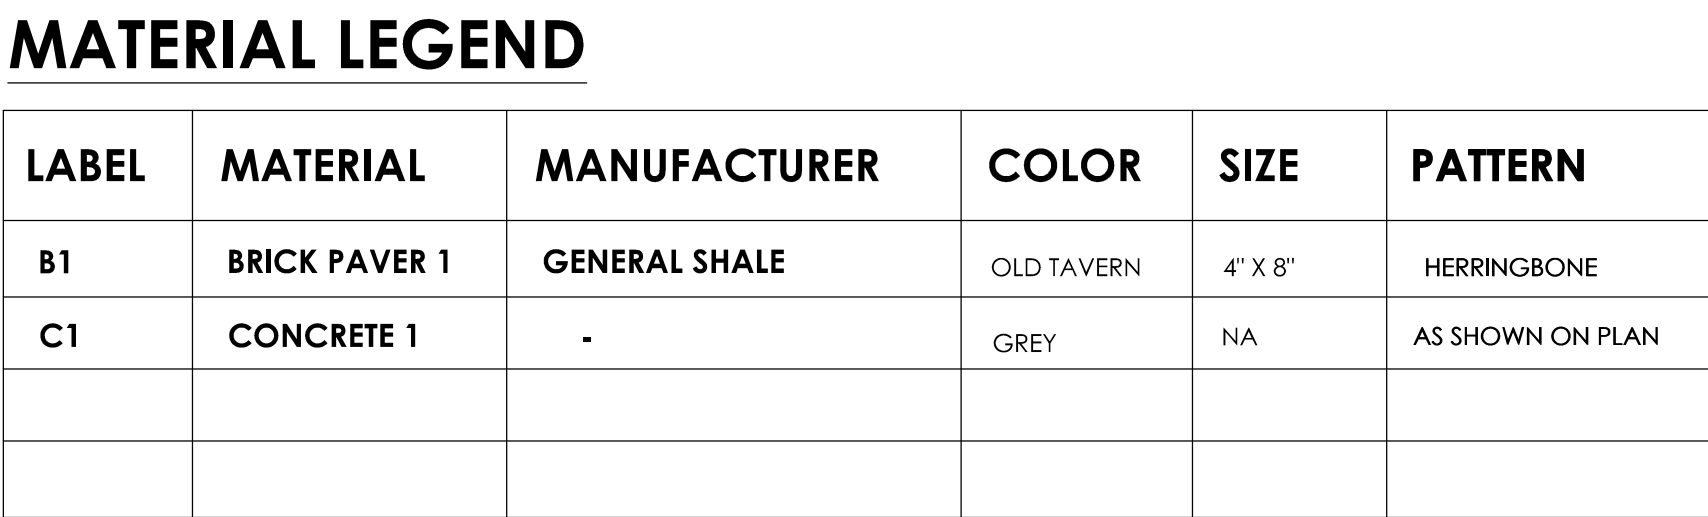 MATERIAL LEGEND
LABEL MATERIAL MANUFACTURER COLOR SIZE PATTERN
B1 BRICK PAVER 1 GENERAL SHALE OLD TAVERN 4" X 8" HERRINGBONE
C1 CONCRETE 1 - GREY NA AS SHOWN ON PLAN